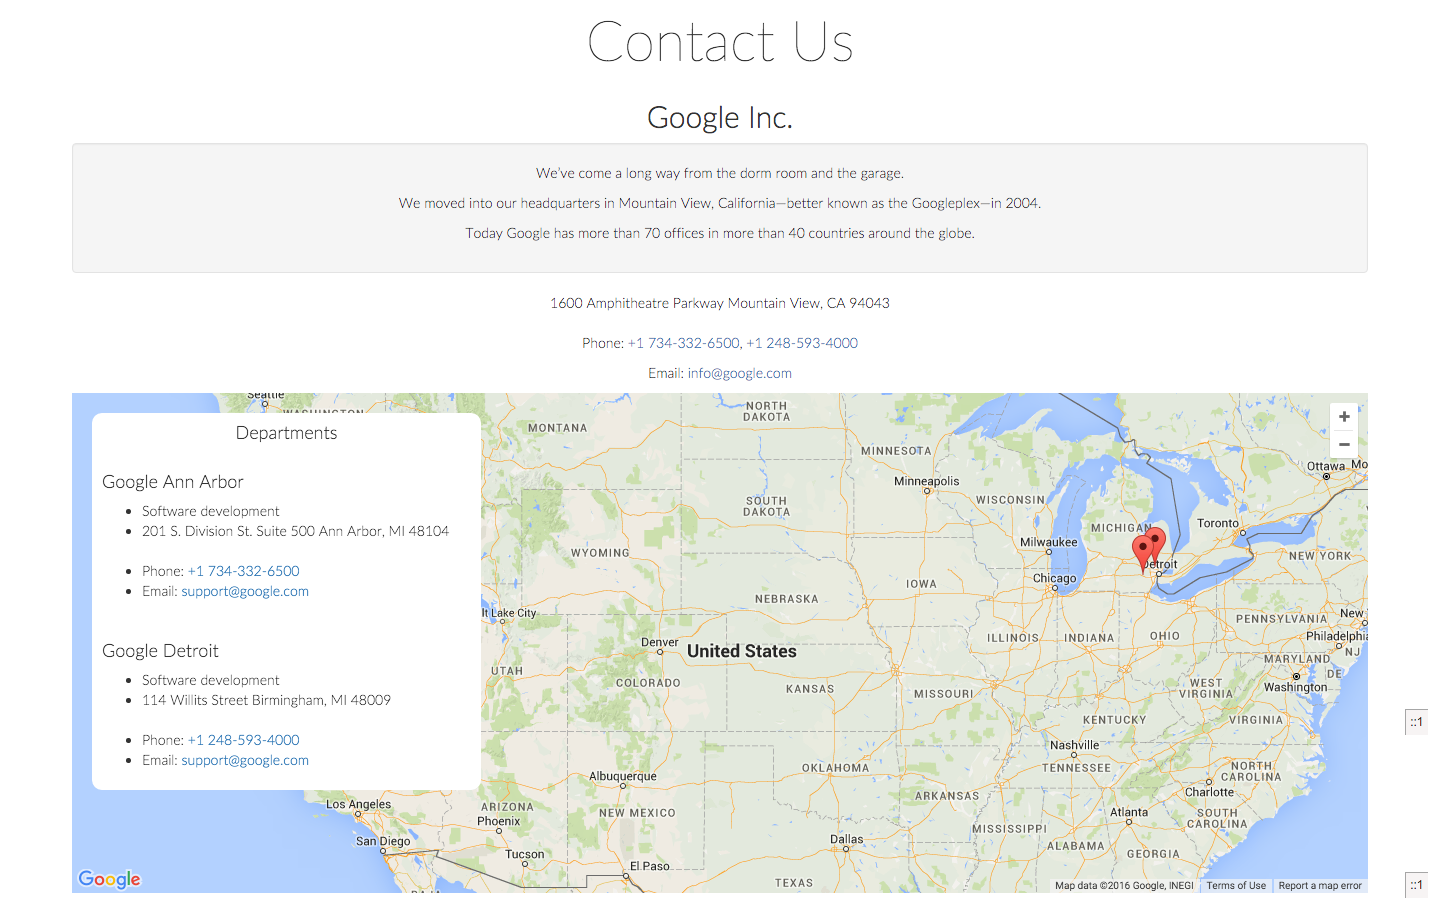 Contact Us
Google Inc.
We've come a long way from the dorm room and the garage.
We moved into our headquarters in Mountain View, California—better known as the Googleplex—in 2004.
Today Google has more than 70 offices in more than 40 countries around the globe.
1600 Amphitheatre Parkway Mountain View, CA 94043
Phone: +1 734-332-6500, +1 248-593-4000
Email: info@google.com
Departments
Google Ann Arbor
Software development
201 S. Division St. Suite 500 Ann Arbor, MI 48104
Phone: +1 734-332-6500
Email: support@google.com
Google Detroit
Software development
114 Willits Street Birmingham, MI 48009
Phone: +1 248-593-4000
Email: support@google.com
Seattle
WASHINGTON
MONTANA
NORTH
DAKOTA
MINNESOTA
Minneapolis
SOUTH
DAKOTA
WISCONSIN
Ottawa
Mo
MICHIGAN
Toronto
Milwaukee
Detroit
NEW YORK
WYOMING
Chicago
IOWA
NEBRASKA
lt Lake City
New
PENNSYLVANIA
Philadelphia
ILLINOIS
INDIANA
OHIO
Denver
United States
NJ
MARYLAND
DE
UTAH
COLORADO
KANSAS
MISSOURI
WEST
VIRGINIA
Washington
KENTUCKY
VIRGINIA
Nashville
TENNESSEE
NORTH
CAROLINA
Charlotte
Albuquerque
OKLAHOMA
ARKANSAS
Los Angeles
ARIZONA
Phoenix
NEW MEXICO
Atlanta
SOUTH
CAROLINA
MISSISSIPPI
San Diego
Dallas
ALABAMA
GEORGIA
Tucson
El Paso
TEXAS
Google
Map data ©2016 Google, INEGI
Terms of Use
Report a map error
+
−
::1
::1